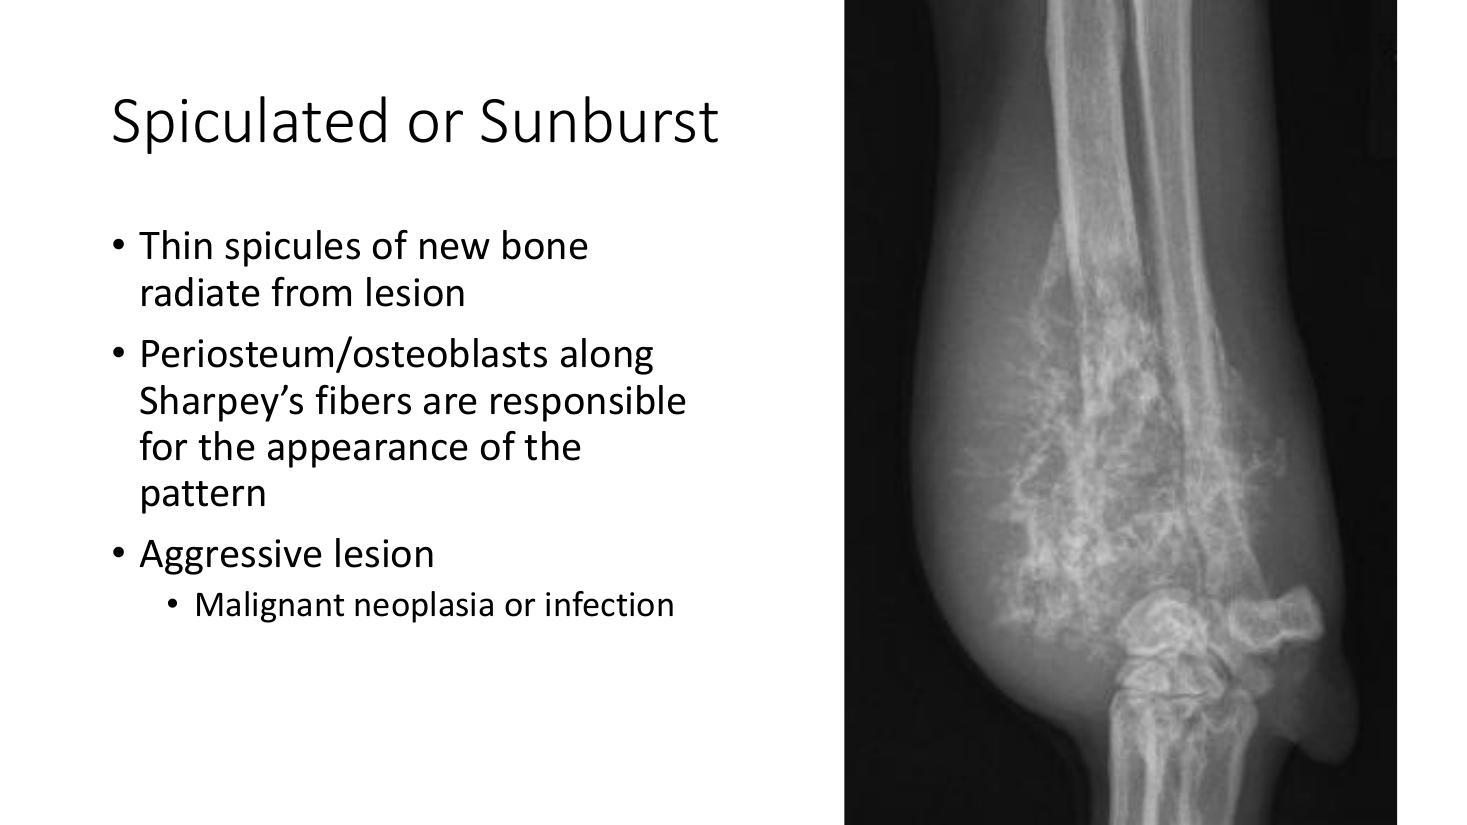 Spiculated or Sunburst
• Thin spicules of new bone
radiate from lesion
• Periosteum/osteoblasts along
Sharpey’s fibers are responsible
for the appearance of the
pattern
• Aggressive lesion
• Malignant neoplasia or infection